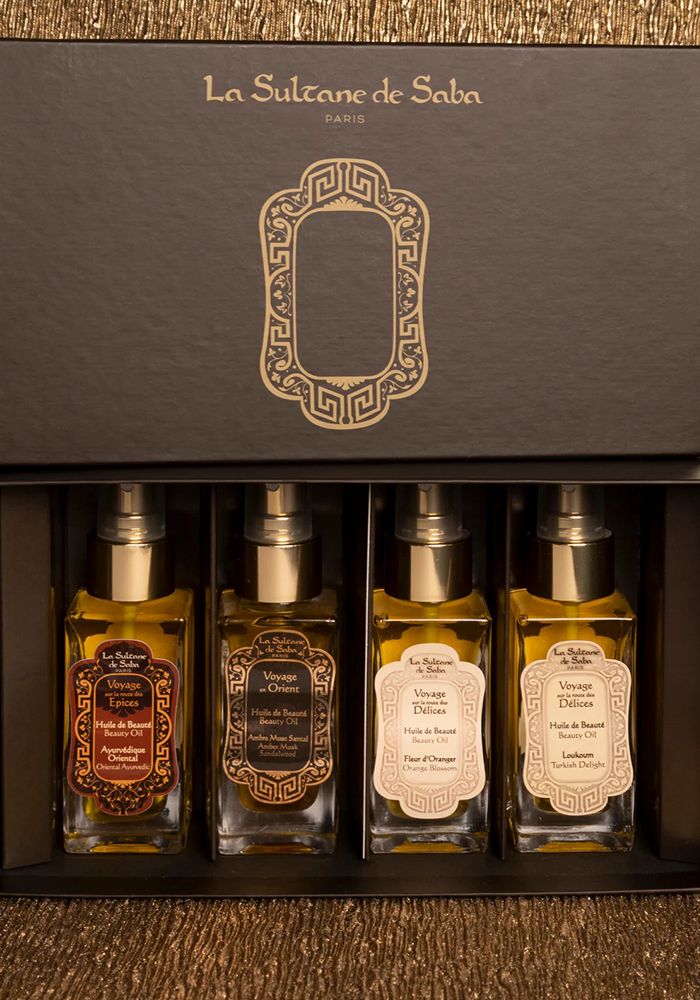 La Sultane de Saba
PARIS
La Sultane
de Saba
PARIS
Voyage
sur la route des
Epices
Huile de Beauté
Beauty Oil
Ayurvédique
Oriental
Oriental Ayurvedic
La Sultane
de Saba
PARIS
Voyage
en Orient
Huile de Beauté
Beauty Oil
Ambre Musc Santal
Amber Musk
Sandalwood
La Sultane
de Saba
PARIS
Voyage
sur la route des
Délices
Huile de Beauté
Beauty Oil
Fleur d'Oranger
Orange Blossom
La Sultane
de Saba
PARIS
Voyage
sur la route des
Délices
Huile de Beauté
Beauty Oil
Loukoum
Turkish Delight